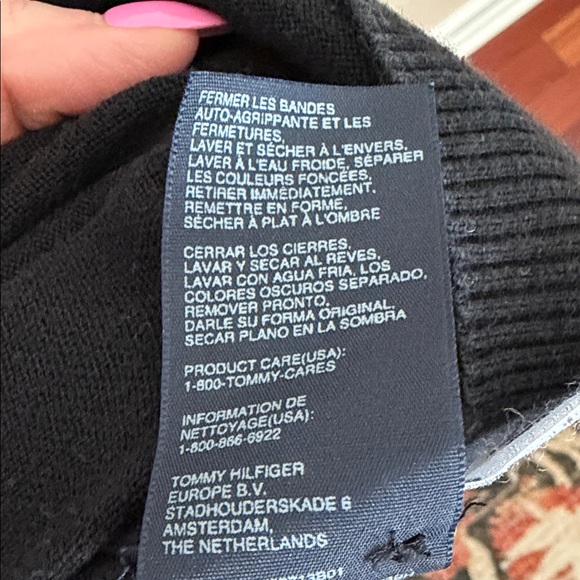 FERMER LES BANDES
AUTO-AGRIPPANTE ET LES
FERMETURES,
LAVER ET SÉCHER À L'ENVERS.
LAVER À L'EAU FROIDE, SÉPARER
LES COULEURS FONCÉES,
RETIRER IMMÉDIATEMENT.
REMETTRE EN FORME,
SÉCHER À PLAT À L'OMBRE
CERRAR LOS CIERRES,
LAVAR Y SECAR AL REVES,
LAVAR CON AGUA FRIA, LOS
COLORES OSCUROS SEPARADO,
REMOVER PRONTO.
DARLE SU FORMA ORIGINAL.
SECAR PLANO EN LA SOMBRA
PRODUCT CARE(USA):
1-800-TOMMY-CARES
INFORMATION DE
NETTOYAGE(USA):
1-800-866-6922
TOMMY HILFIGER
EUROPE B.V.
STADHOUDERSKADE 6
AMSTERDAM,
THE NETHERLANDS